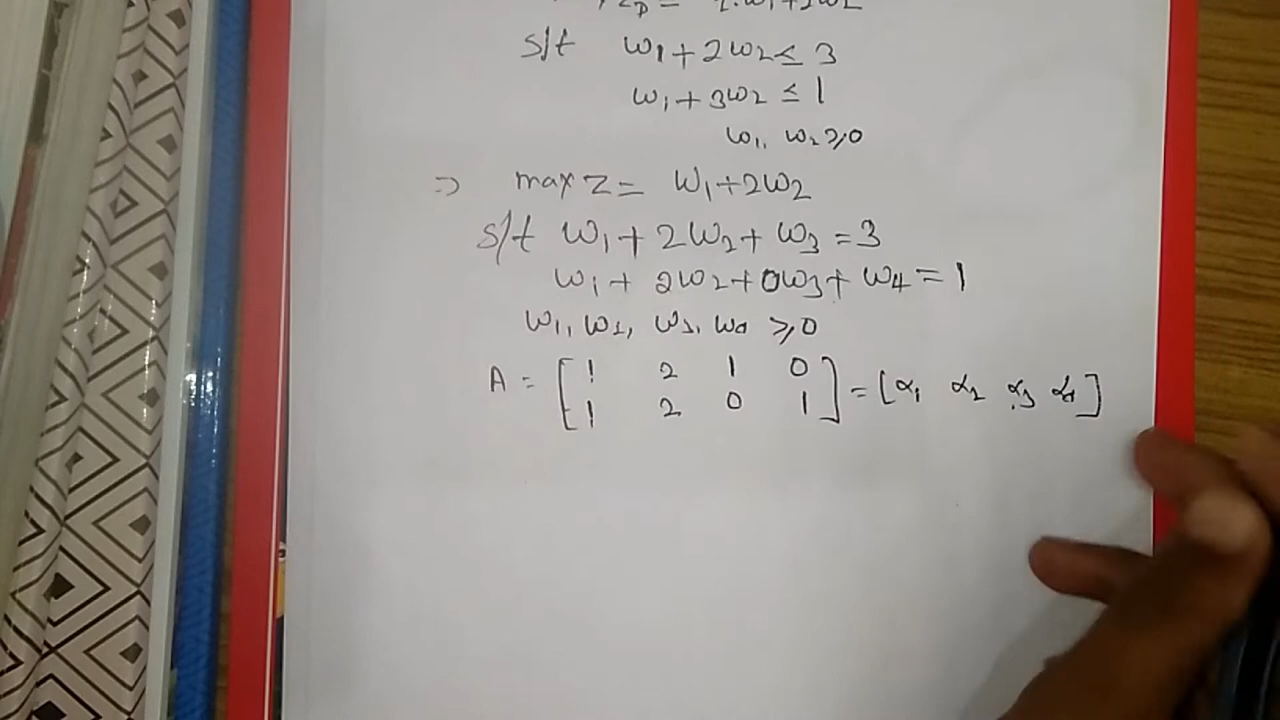 s/t w1 + 2w2 ≤ 3
w1 + 3w2 ≤ 1
w1, w2 ≥ 0
⇒ max Z = W1 + 2W2
s/t W1 + 2W2 + W3 = 3
w1 + 2w2 + 0w3 + w4 = 1
w1, w2, w3, w4 ≥ 0
A = [1 2 1 0
1 2 0 1] = [α1 α2 α3 α4]